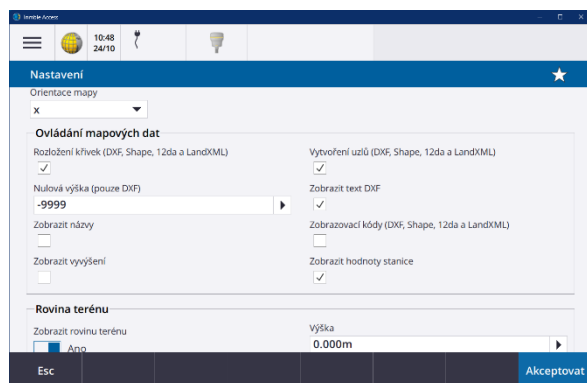 Trimble Access
10:48
24/10
Nastavení
Orientace mapy
x
Ovládání mapových dat
Rozložení křivek (DXF, Shape, 12da a LandXML)
Vytvoření uzlů (DXF, Shape, 12da a LandXML)
Nulová výška (pouze DXF)
Zobrazit text DXF
-9999
Zobrazit názvy
Zobrazovací kódy (DXF, Shape, 12da a LandXML)
Zobrazit vyvýšení
Zobrazit hodnoty stanice
Rovina terénu
Zobrazit rovinu terénu
Výška
Ano
0.000m
Esc
Akceptovat